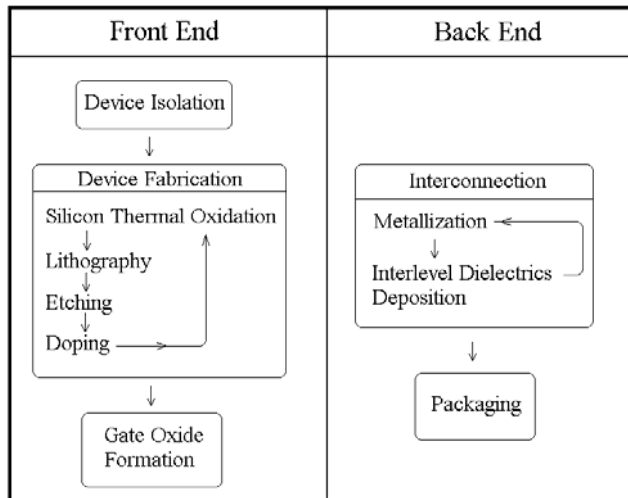 Front End
Back End
Device Isolation
Device Fabrication
Silicon Thermal Oxidation
Lithography
Etching
Doping
Gate Oxide
Formation
Interconnection
Metallization
Interlevel Dielectrics
Deposition
Packaging